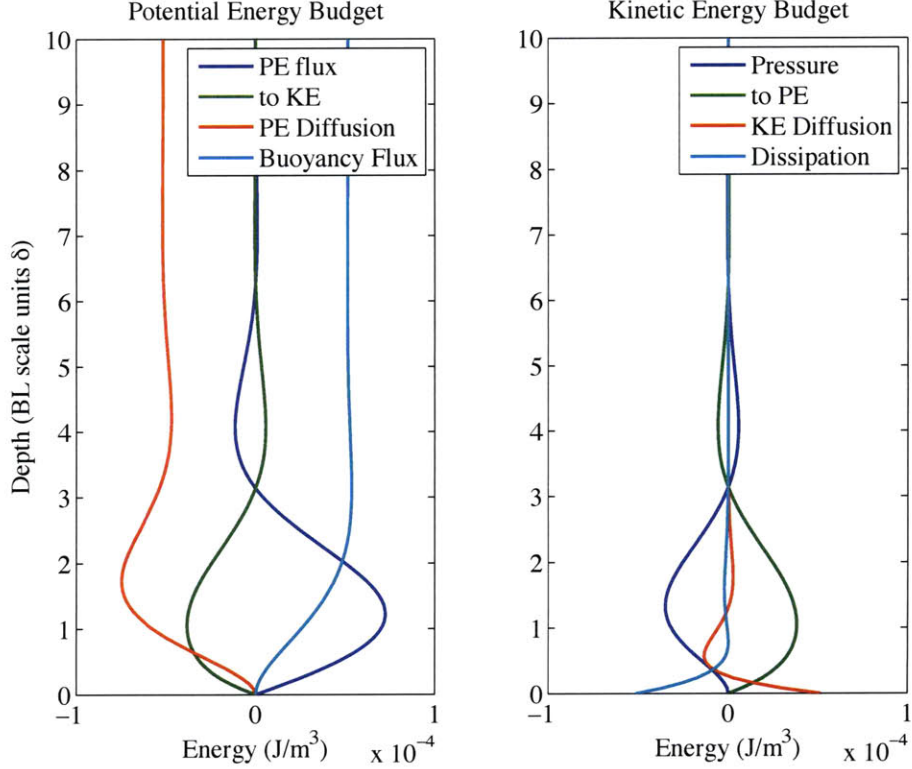 Potential Energy Budget
Depth (BL scale units δ)
10
9
8
7
6
5
4
3
2
1
0
PE flux
to KE
PE Diffusion
Buoyancy Flux
−1
0
1
Energy (J/m³)
x 10⁻⁴
Kinetic Energy Budget
10
9
8
7
6
5
4
3
2
1
0
Pressure
to PE
KE Diffusion
Dissipation
−1
0
1
Energy (J/m³)
x 10⁻⁴